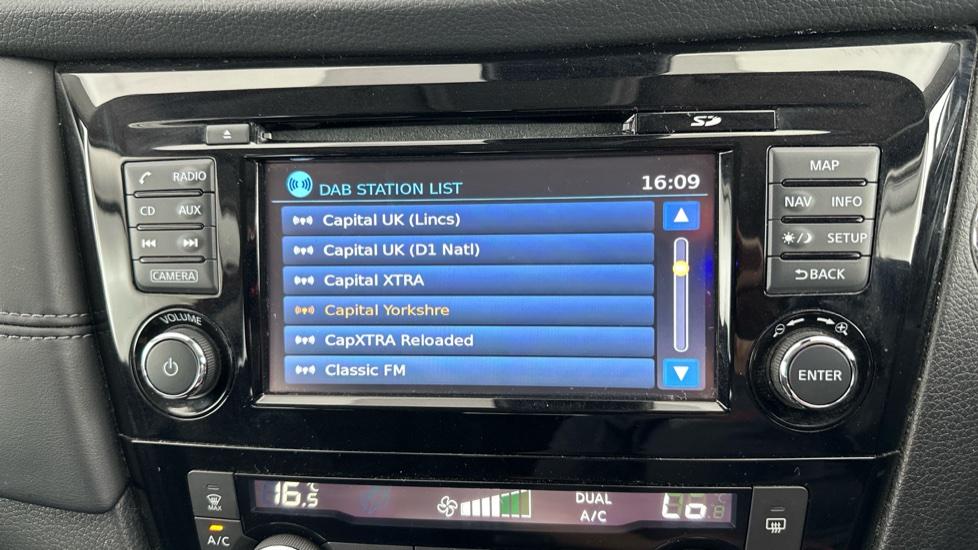 SD
RADIO
CD AUX
CAMERA
VOLUME
DAB STATION LIST 16:09
Capital UK (Lincs)
Capital UK (D1 Natl)
Capital XTRA
Capital Yorkshre
CapXTRA Reloaded
Classic FM
MAP
NAV INFO
SETUP
BACK
ENTER
MAX
A/C
16.5°C
DUAL
A/C
Lo